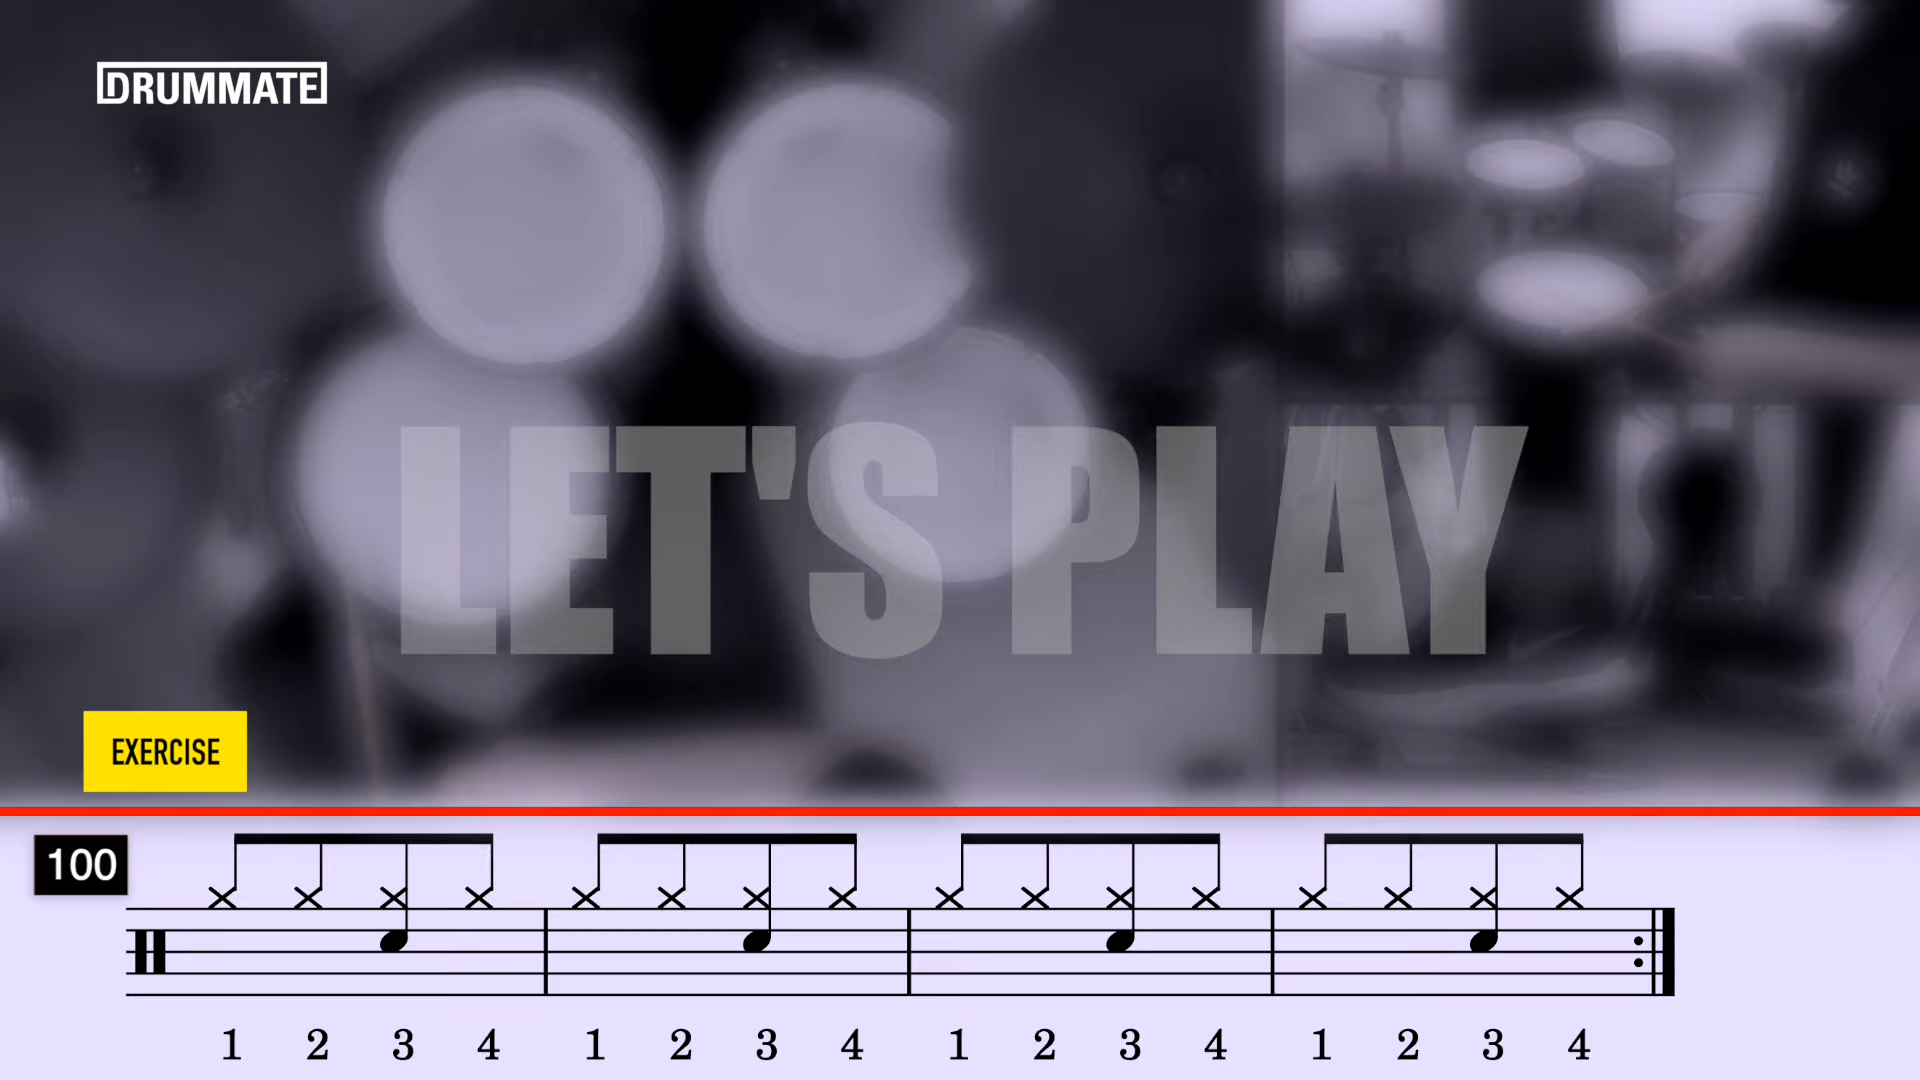 DRUMMATE
LET'S PLAY
EXERCISE
100
1 2 3 4 1 2 3 4 1 2 3 4 1 2 3 4